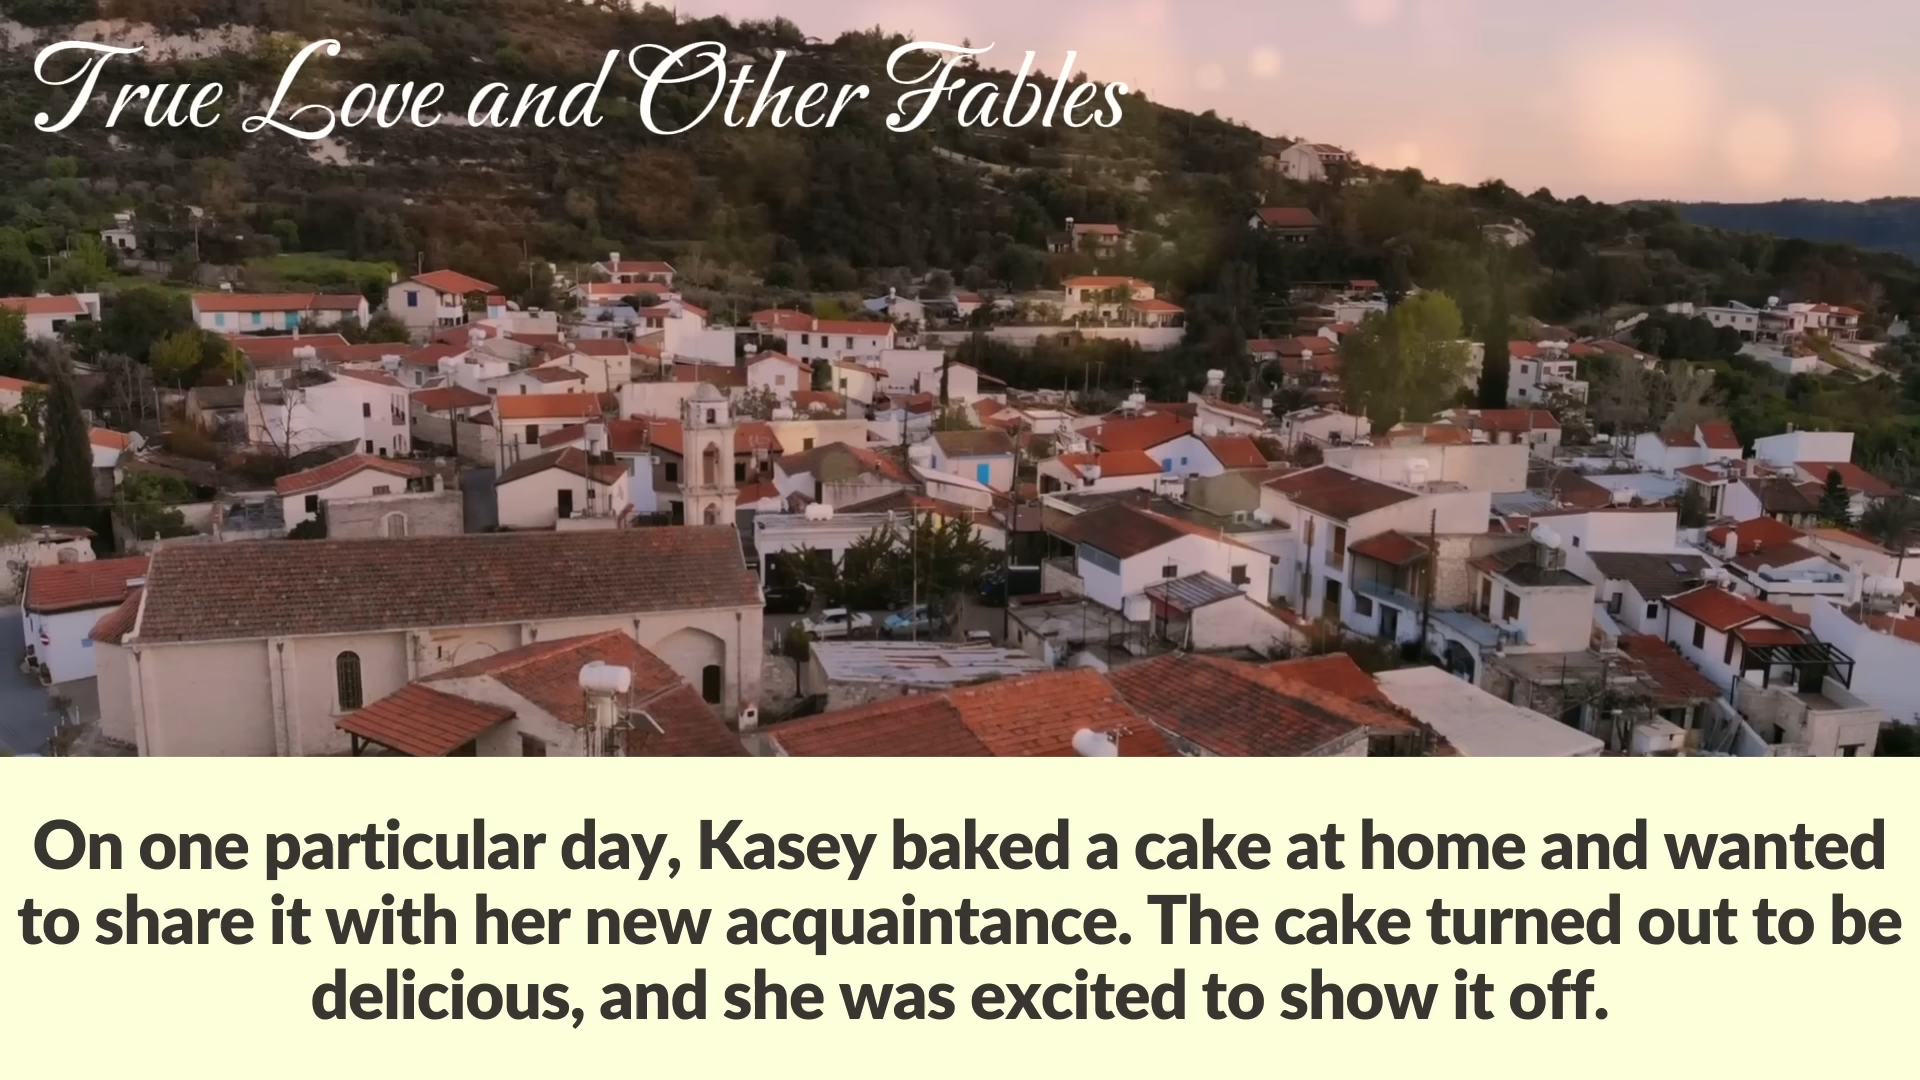 True Love and Other Fables
On one particular day, Kasey baked a cake at home and wanted
to share it with her new acquaintance. The cake turned out to be
delicious, and she was excited to show it off.